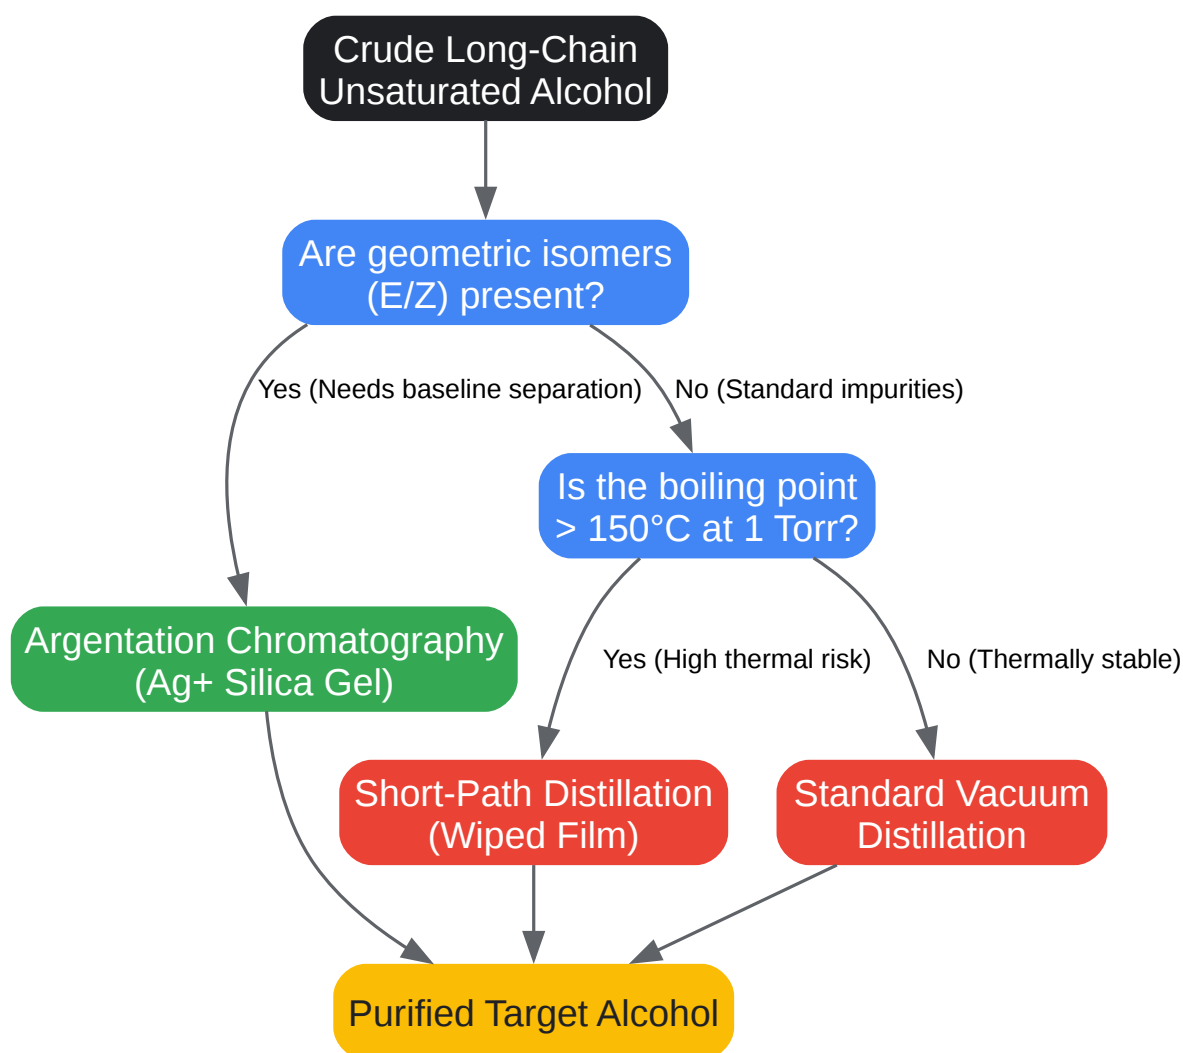 Crude Long-Chain
Unsaturated Alcohol
Are geometric isomers
(E/Z) present?
Yes (Needs baseline separation)
No (Standard impurities)
Is the boiling point
> 150°C at 1 Torr?
Argentation Chromatography
(Ag+ Silica Gel)
Yes (High thermal risk)
No (Thermally stable)
Short-Path Distillation
(Wiped Film)
Standard Vacuum
Distillation
Purified Target Alcohol